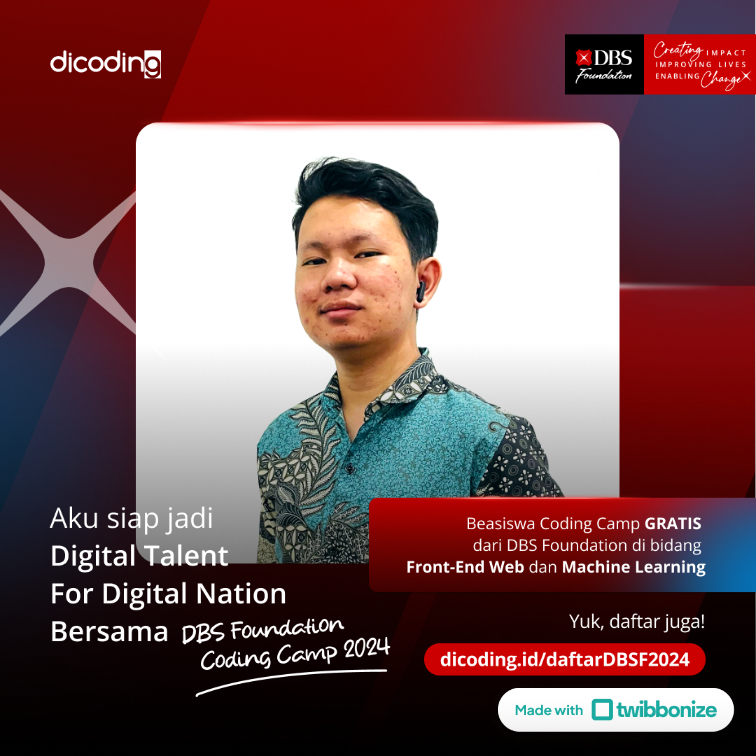 dicoding
DBS
Foundation
Creating IMPACT
IMPROVING LIVES
ENABLING Change
Aku siap jadi
Digital Talent
For Digital Nation
Bersama DBS Foundation
Coding Camp 2024
Beasiswa Coding Camp GRATIS
dari DBS Foundation di bidang
Front-End Web dan Machine Learning
Yuk, daftar juga!
dicoding.id/daftarDBSF2024
Made with twibbonize